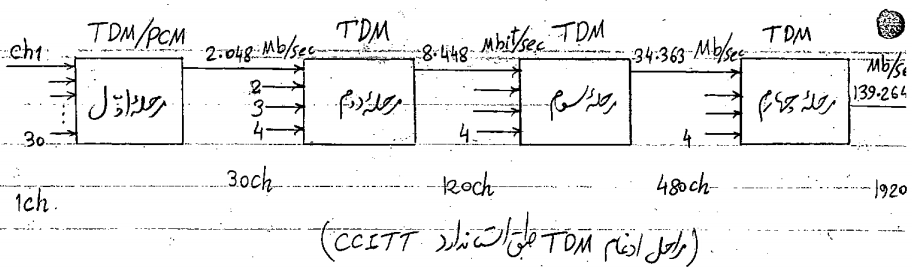 TDM/PCM TDM TDM TDM
ch1 2.048 Mb/sec 8.448 Mbit/sec 34.363 Mb/sec Mb/s
139.264
2
3
30 4 4 4
مرحله اول مرحله دوم مرحله سوم مرحله چهارم
1ch. 30ch 120ch 480ch 1920
(مراحل ادغام TDM طبق استاندارد CCITT)